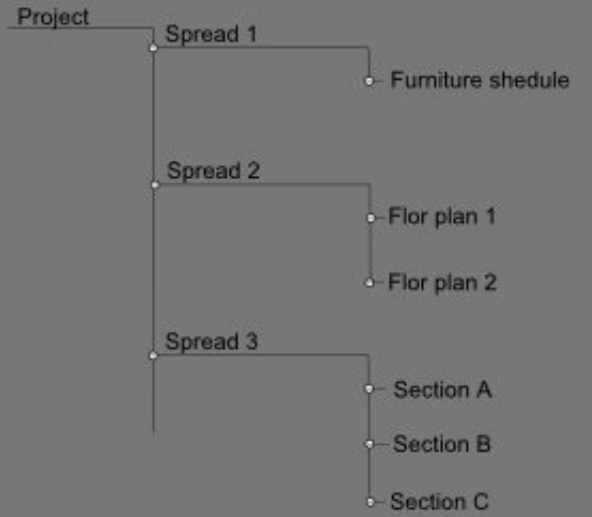 Project
Spread 1
Furniture shedule
Spread 2
Flor plan 1
Flor plan 2
Spread 3
Section A
Section B
Section C